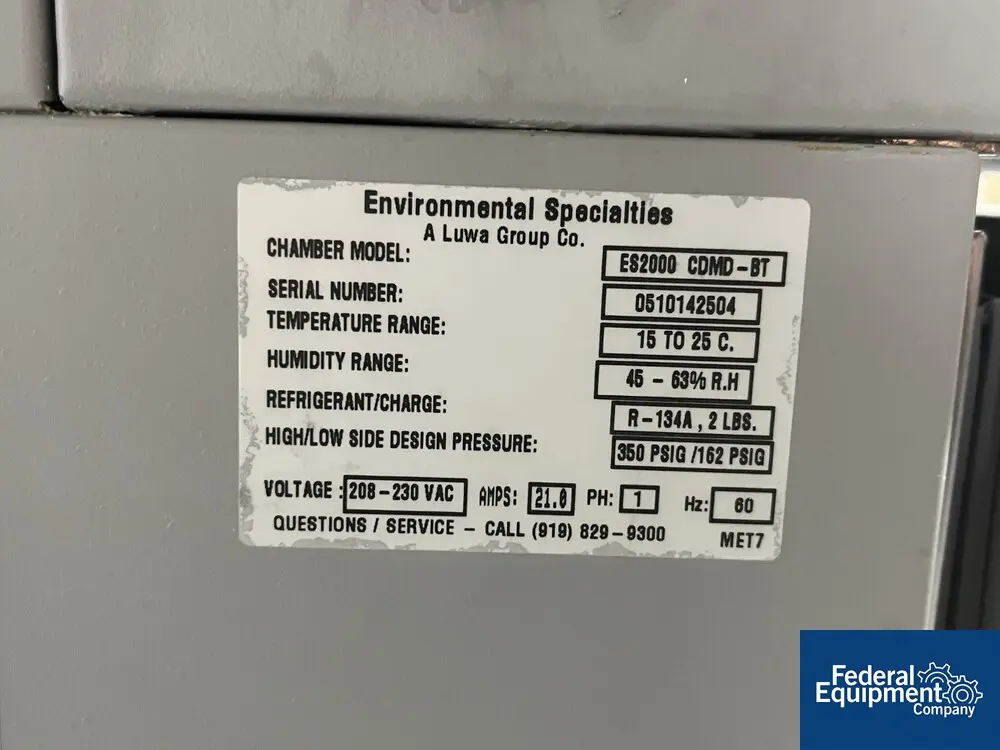 Environmental Specialties
A Luwa Group Co.
CHAMBER MODEL: ES2000 CDMD-BT
SERIAL NUMBER: 0510142504
TEMPERATURE RANGE: 15 TO 25 C.
HUMIDITY RANGE: 45 - 63% R.H
REFRIGERANT/CHARGE: R-134A , 2 LBS.
HIGH/LOW SIDE DESIGN PRESSURE: 350 PSIG /162 PSIG
VOLTAGE : 208-230 VAC AMPS: 21.0 PH: 1 Hz: 60
QUESTIONS / SERVICE - CALL (919) 829-9300 MET7
Federal
Equipment
Company